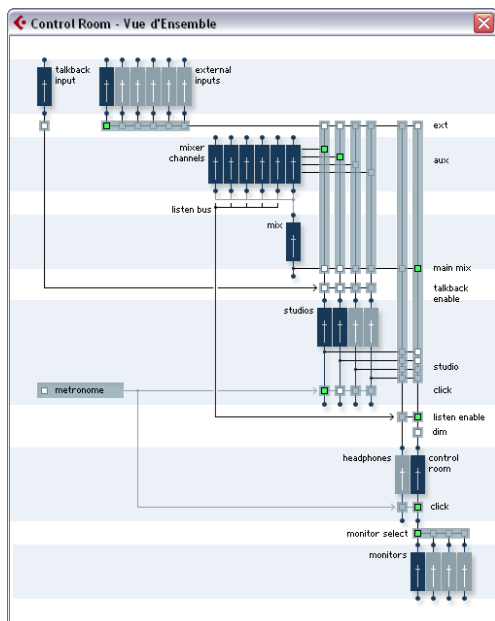 Control Room - Vue d'Ensemble
talkback
input
external
inputs
ext
mixer
channels
aux
listen bus
mix
main mix
talkback
enable
studios
studio
metronome
click
listen enable
dim
headphones
control
room
click
monitor select
monitors